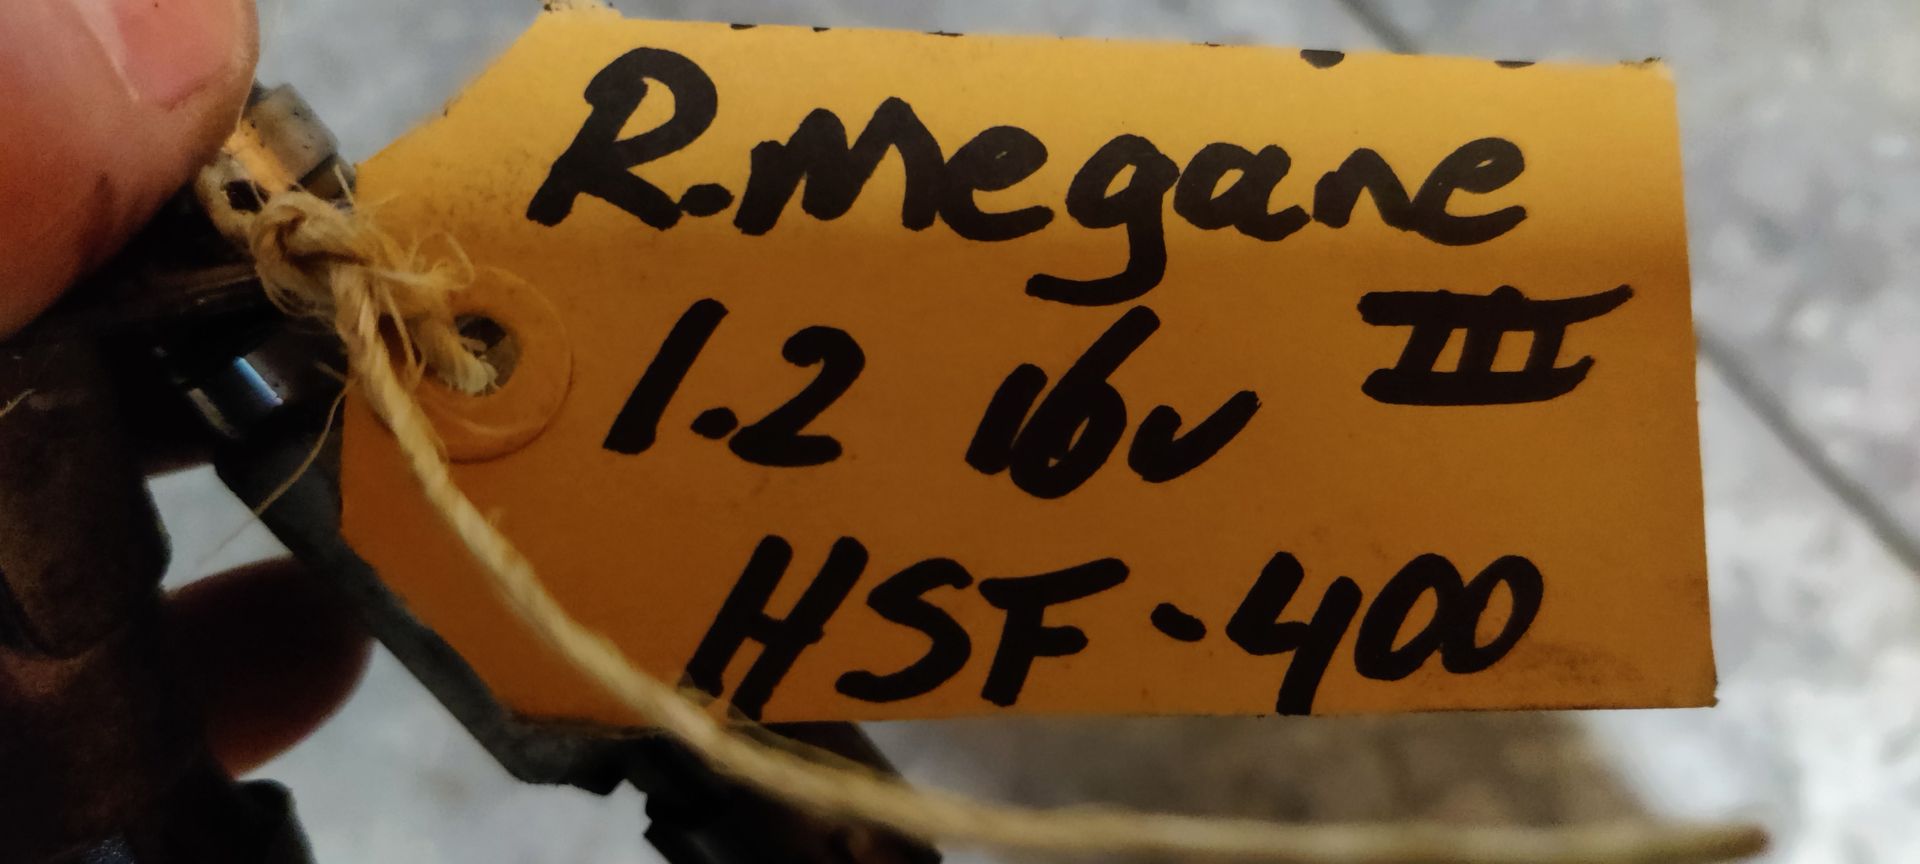 R. Megane
1.2 16v III
HSF-400